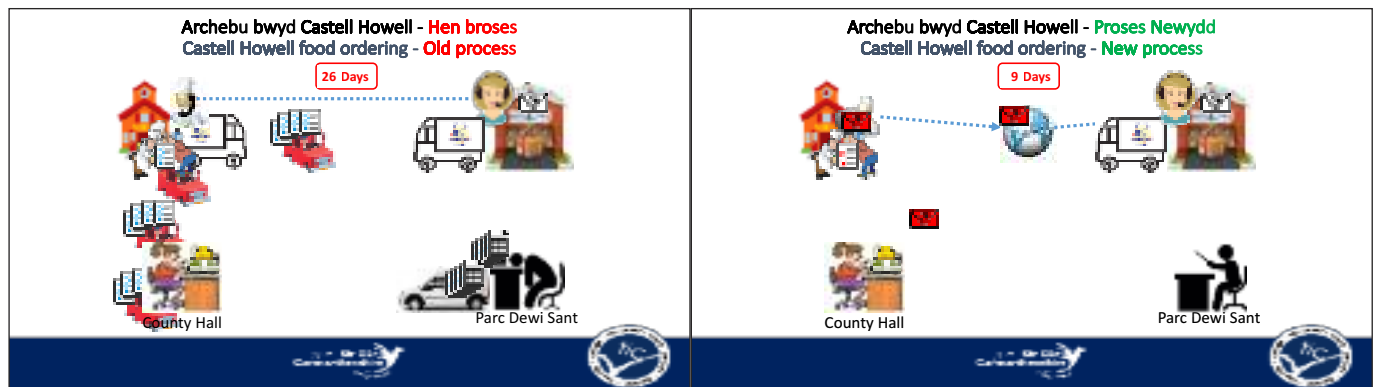 Archebu bwyd Castell Howell - Hen broses
Castell Howell food ordering - Old process
26 Days
County Hall
Parc Dewi Sant
Archebu bwyd Castell Howell - Proses Newydd
Castell Howell food ordering - New process
9 Days
County Hall
Parc Dewi Sant